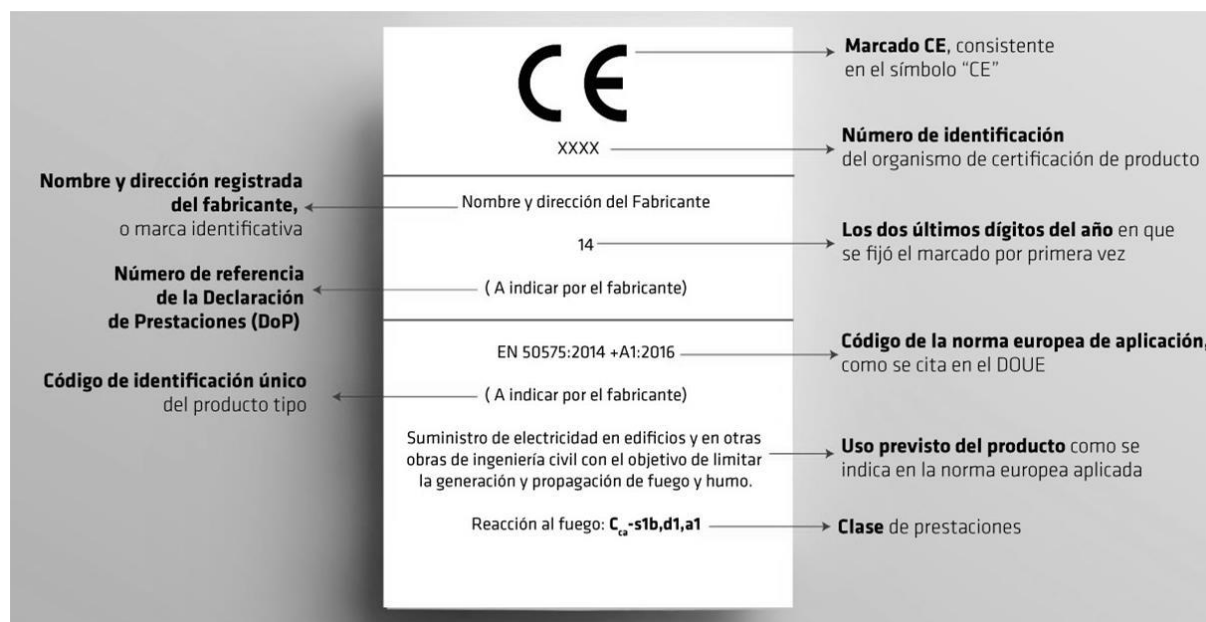 CE
XXXX
Marcado CE, consistente
en el símbolo “CE”
Número de identificación
del organismo de certificación de producto
Nombre y dirección registrada
del fabricante,
o marca identificativa
Nombre y dirección del Fabricante
14
Los dos últimos dígitos del año en que
se fijó el marcado por primera vez
Número de referencia
de la Declaración
de Prestaciones (DoP)
( A indicar por el fabricante)
EN 50575:2014 +A1:2016
Código de la norma europea de aplicación,
como se cita en el DOUE
Código de identificación único
del producto tipo
( A indicar por el fabricante)
Suministro de electricidad en edificios y en otras
obras de ingeniería civil con el objetivo de limitar
la generación y propagación de fuego y humo.
Uso previsto del producto como se
indica en la norma europea aplicada
Reacción al fuego: Cca-s1b,d1,a1
Clase de prestaciones